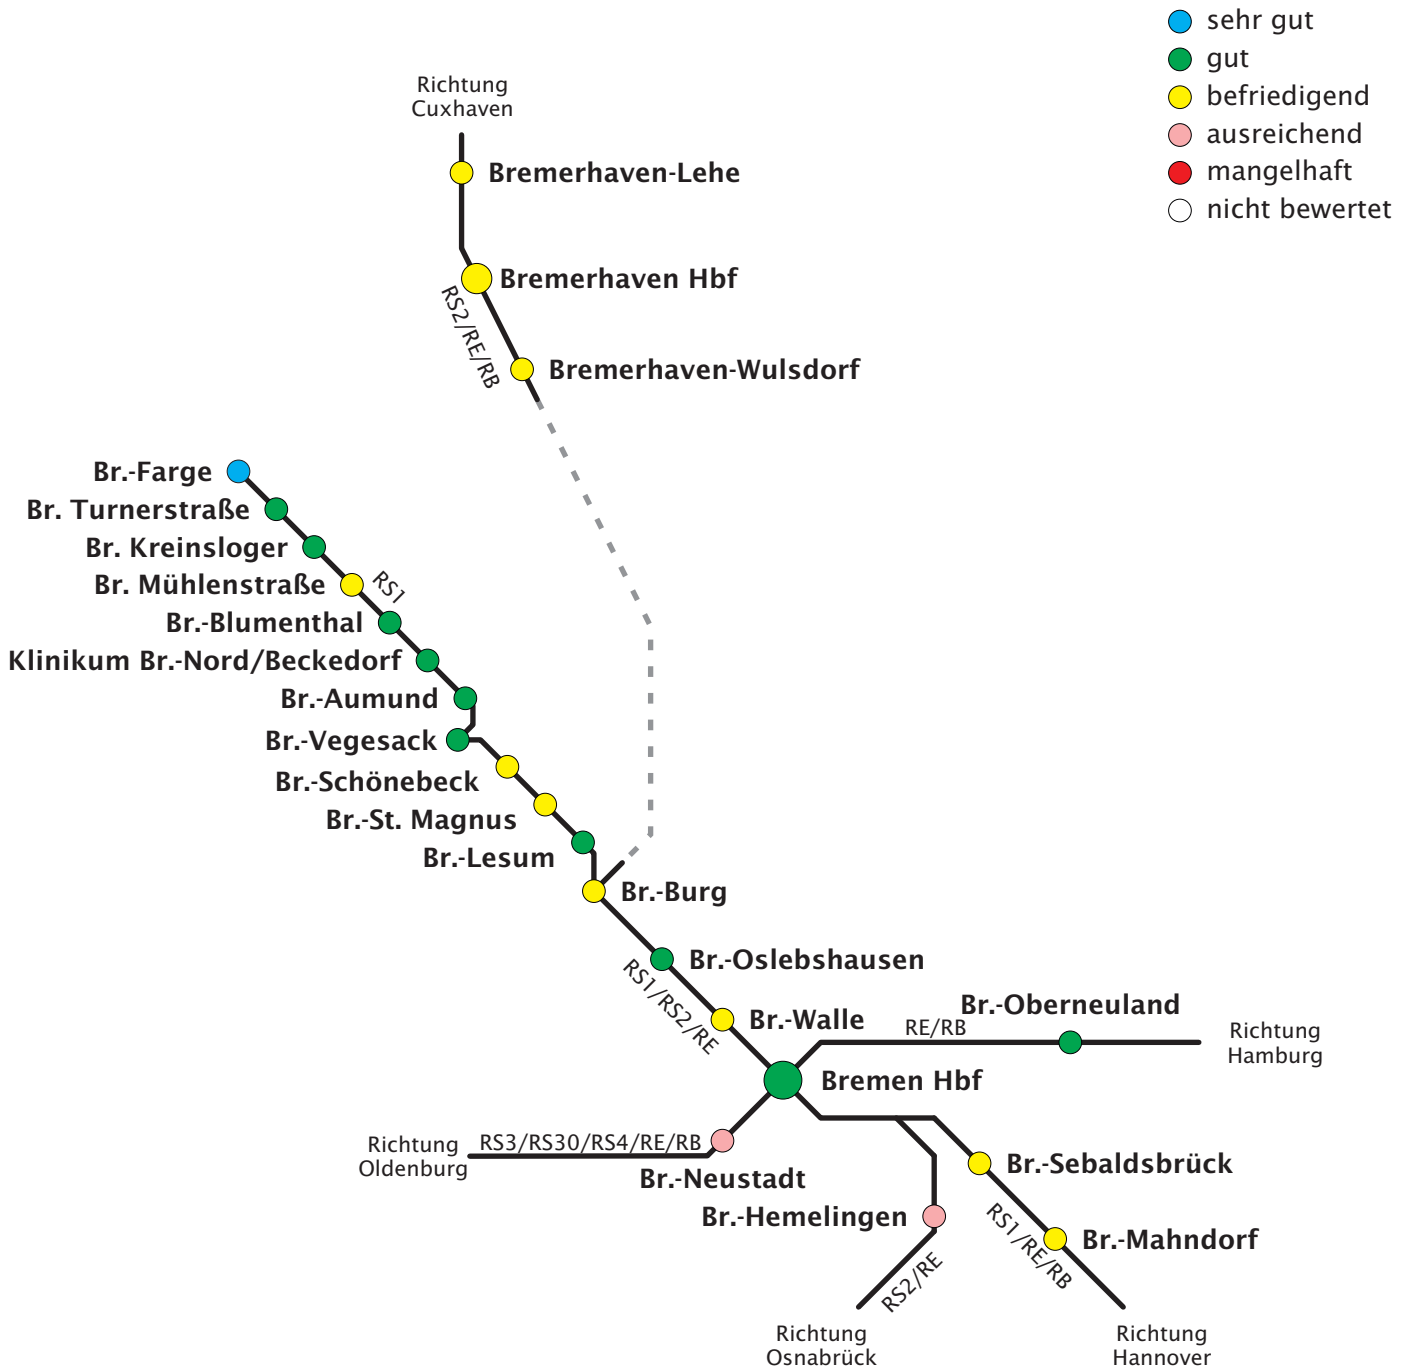 sehr gut
gut
befriedigend
ausreichend
mangelhaft
nicht bewertet
Richtung
Cuxhaven
Bremerhaven-Lehe
Bremerhaven Hbf
RS2/RE/RB
Bremerhaven-Wulsdorf
Br.-Farge
Br. Turnerstraße
Br. Kreinsloger
Br. Mühlenstraße
RS1
Br.-Blumenthal
Klinikum Br.-Nord/Beckedorf
Br.-Aumund
Br.-Vegesack
Br.-Schönebeck
Br.-St. Magnus
Br.-Lesum
Br.-Burg
Br.-Oslebshausen
RS1/RS2/RE
Br.-Walle
Br.-Oberneuland
RE/RB
Richtung
Hamburg
Bremen Hbf
Richtung
Oldenburg
RS3/RS30/RS4/RE/RB
Br.-Neustadt
Br.-Sebaldsbrück
Br.-Hemelingen
RS1/RE/RB
Br.-Mahndorf
RS2/RE
Richtung
Osnabrück
Richtung
Hannover